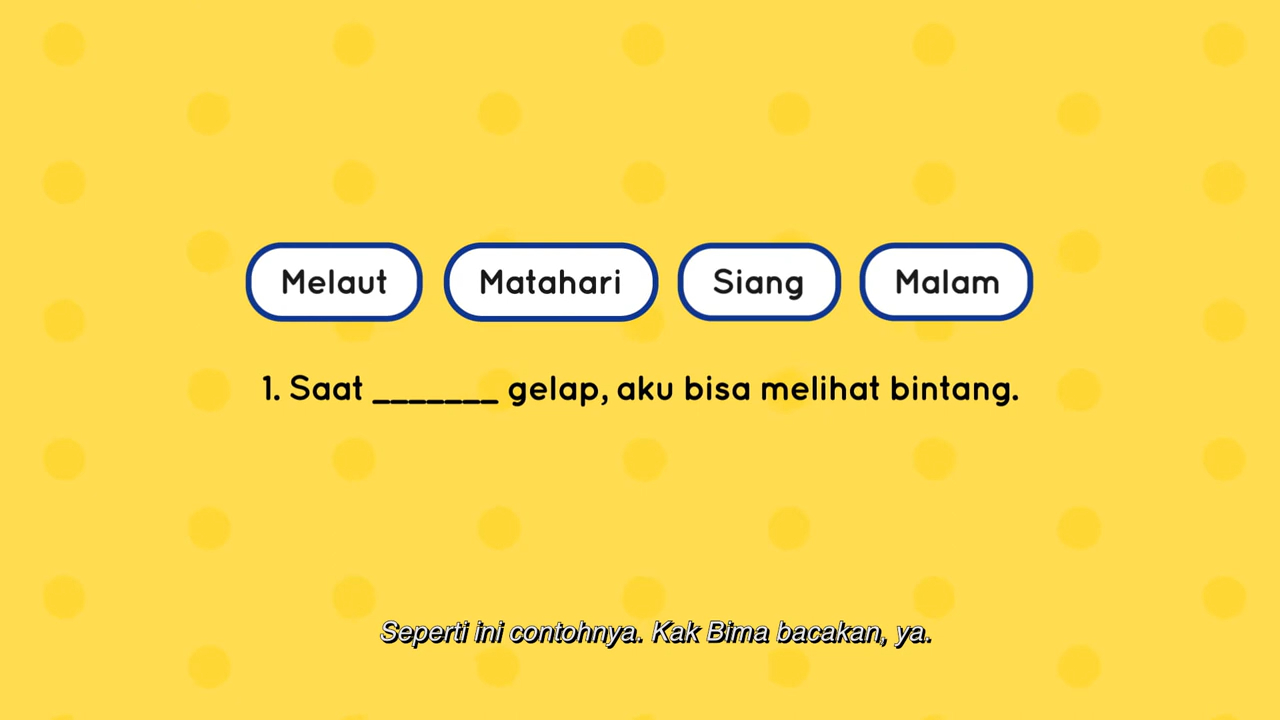 Melaut Matahari Siang Malam
1. Saat _______ gelap, aku bisa melihat bintang.
Seperti ini contohnya. Kak Bima bacakan, ya.